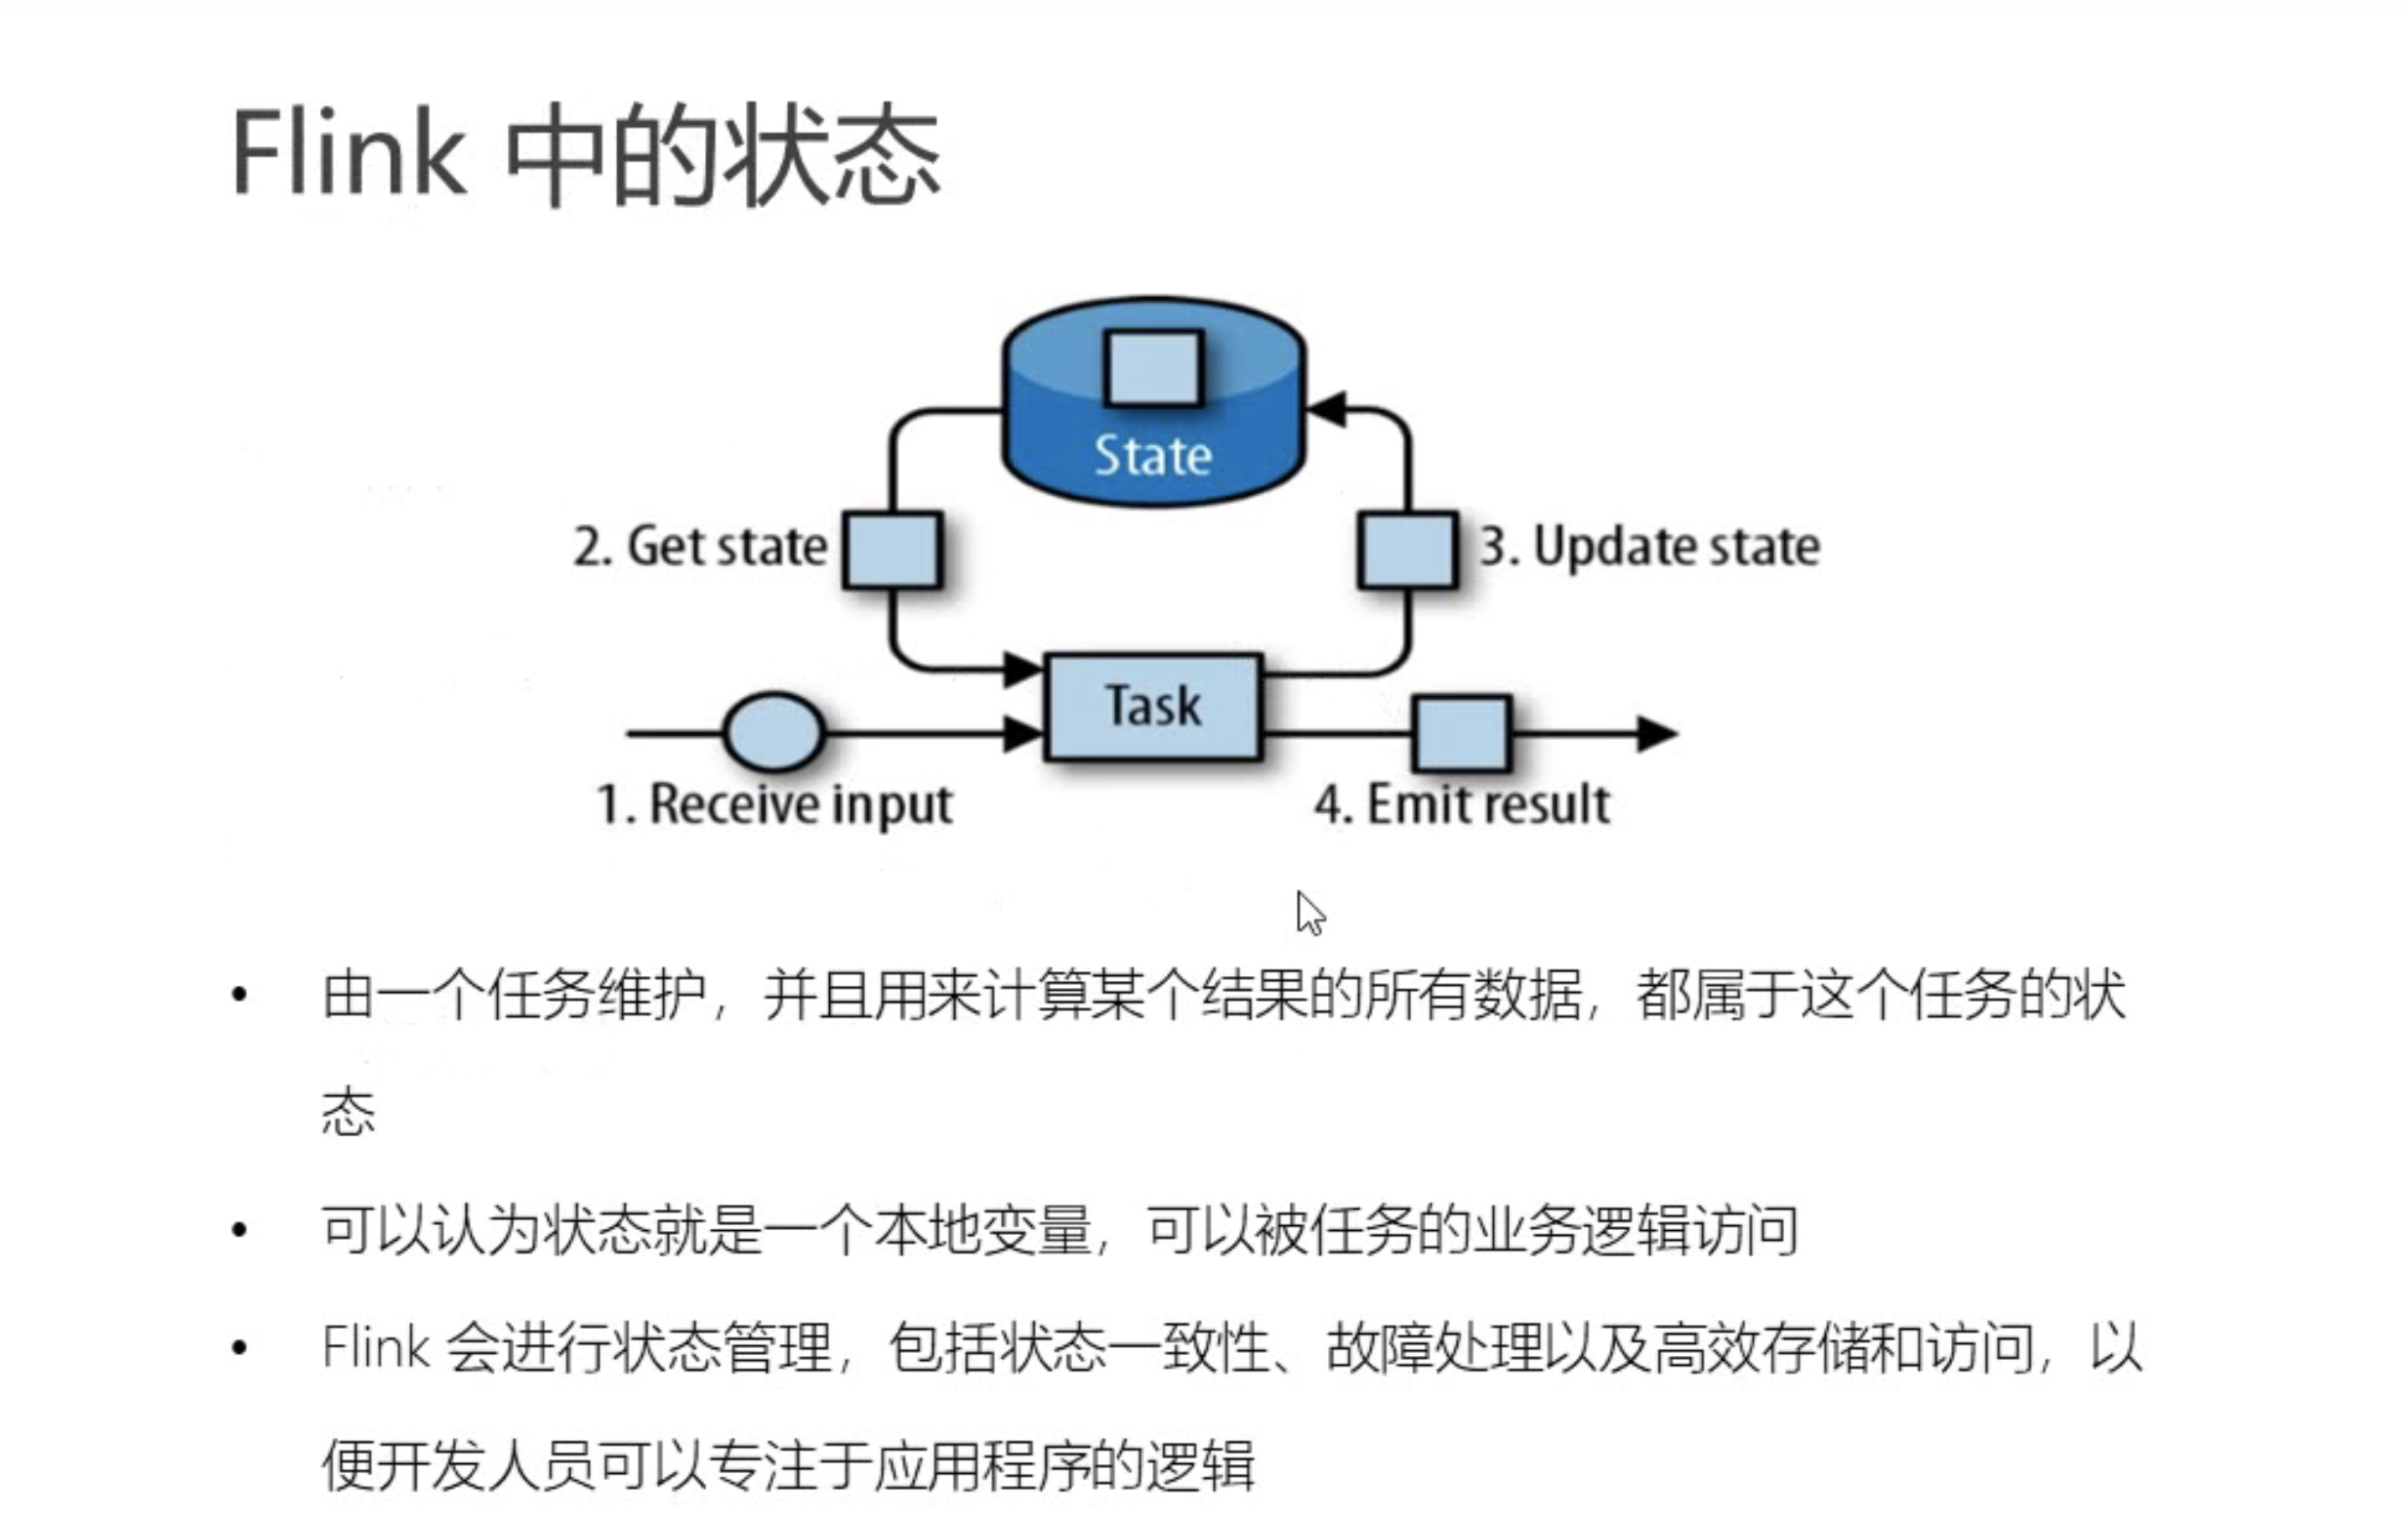 Flink 中的状态
State
2. Get state
3. Update state
Task
1. Receive input
4. Emit result
• 由一个任务维护，并且用来计算某个结果的所有数据，都属于这个任务的状
态
• 可以认为状态就是一个本地变量，可以被任务的业务逻辑访问
• Flink 会进行状态管理，包括状态一致性、故障处理以及高效存储和访问，以
便开发人员可以专注于应用程序的逻辑